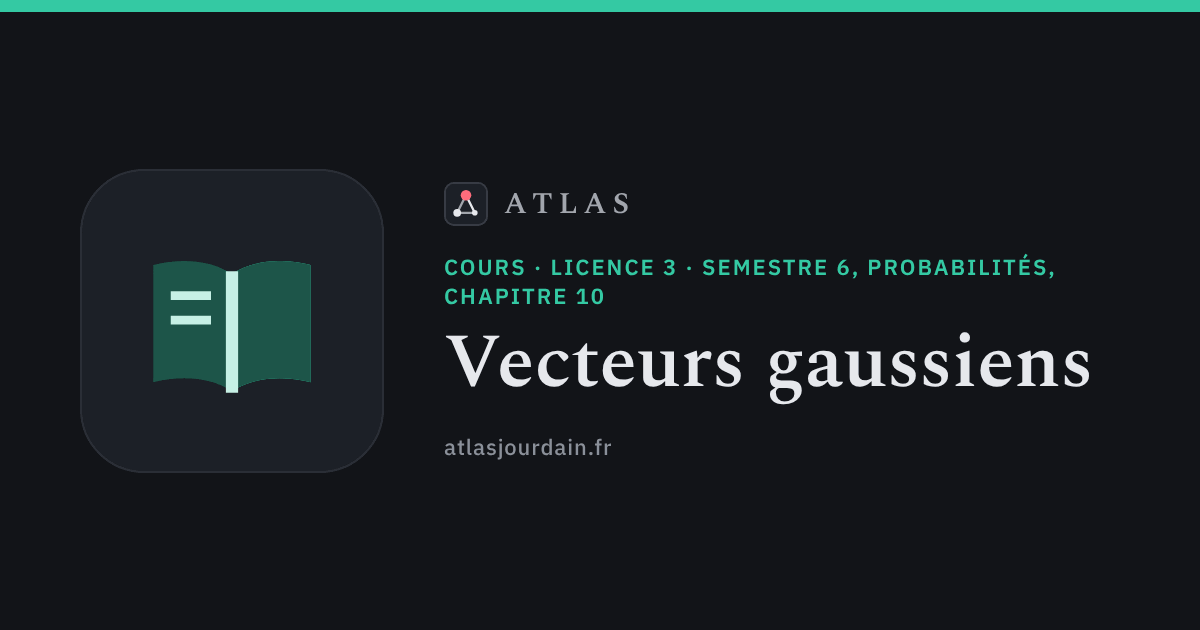 ATLAS
COURS · LICENCE 3 · SEMESTRE 6, PROBABILITÉS,
CHAPITRE 10
Vecteurs gaussiens
atlasjourdain.fr